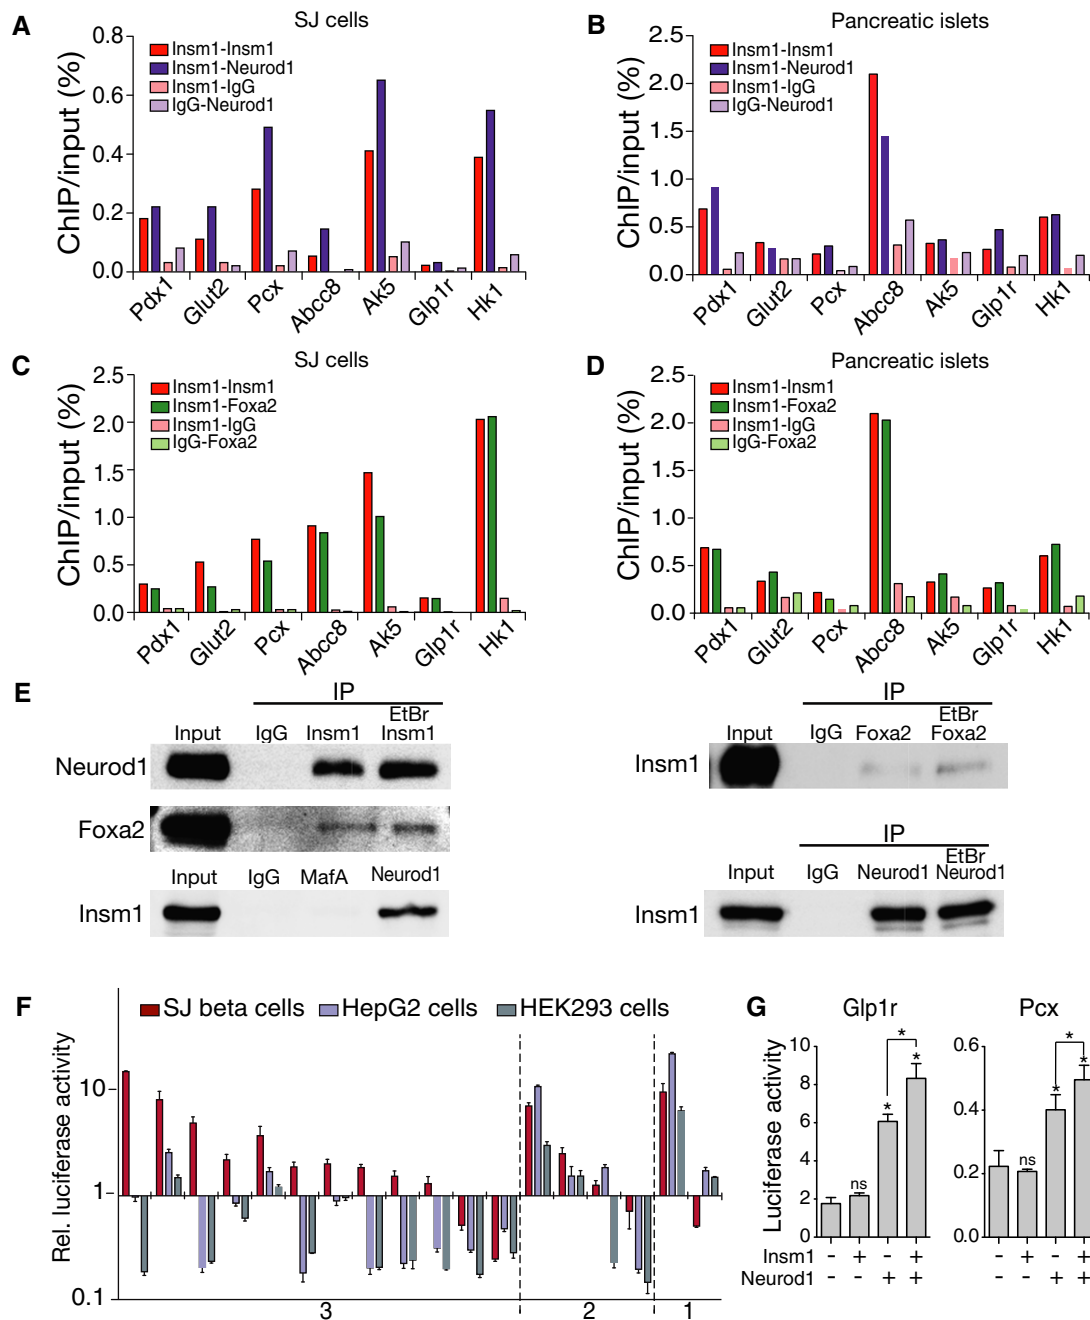 A
SJ cells
ChIP/input (%)
0.8
0.6
0.4
0.2
0.0
Insm1-Insm1
Insm1-Neurod1
Insm1-IgG
IgG-Neurod1
Pdx1 Glut2 Pcx Abcc8 Ak5 Glp1r Hk1
B
Pancreatic islets
ChIP/input (%)
2.5
2.0
1.5
1.0
0.5
0.0
Insm1-Insm1
Insm1-Neurod1
Insm1-IgG
IgG-Neurod1
Pdx1 Glut2 Pcx Abcc8 Ak5 Glp1r Hk1
C
SJ cells
ChIP/input (%)
2.5
2.0
1.5
1.0
0.5
0.0
Insm1-Insm1
Insm1-Foxa2
Insm1-IgG
IgG-Foxa2
Pdx1 Glut2 Pcx Abcc8 Ak5 Glp1r Hk1
D
Pancreatic islets
ChIP/input (%)
2.5
2.0
1.5
1.0
0.5
0.0
Insm1-Insm1
Insm1-Foxa2
Insm1-IgG
IgG-Foxa2
Pdx1 Glut2 Pcx Abcc8 Ak5 Glp1r Hk1
E
IP
EtBr
Input IgG Insm1 Insm1
Neurod1
Foxa2
Input IgG MafA Neurod1
Insm1
IP
EtBr
Input IgG Foxa2 Foxa2
Insm1
IP
EtBr
Input IgG Neurod1 Neurod1
Insm1
F
SJ beta cells HepG2 cells HEK293 cells
Rel. luciferase activity
10
1
0.1
3 2 1
G
Glp1r
Luciferase activity
10
8
6
4
2
0
ns
*
*
*
Pcx
0.6
0.4
0.2
0.0
ns
*
*
*
Insm1 - + - + - + - +
Neurod1 - - + + - - + +